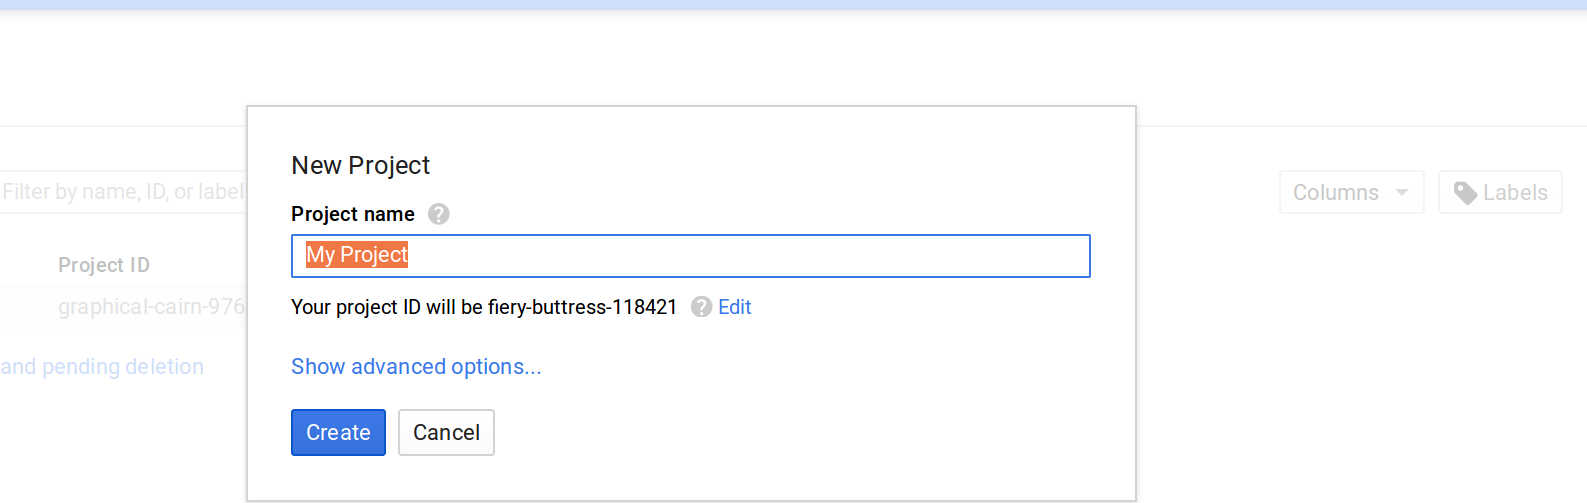 New Project
Project name ?
My Project
Your project ID will be fiery-buttress-118421 ? Edit
Show advanced options...
Create Cancel
Filter by name, ID, or label
Columns Labels
Project ID
graphical-cairn-976
and pending deletion